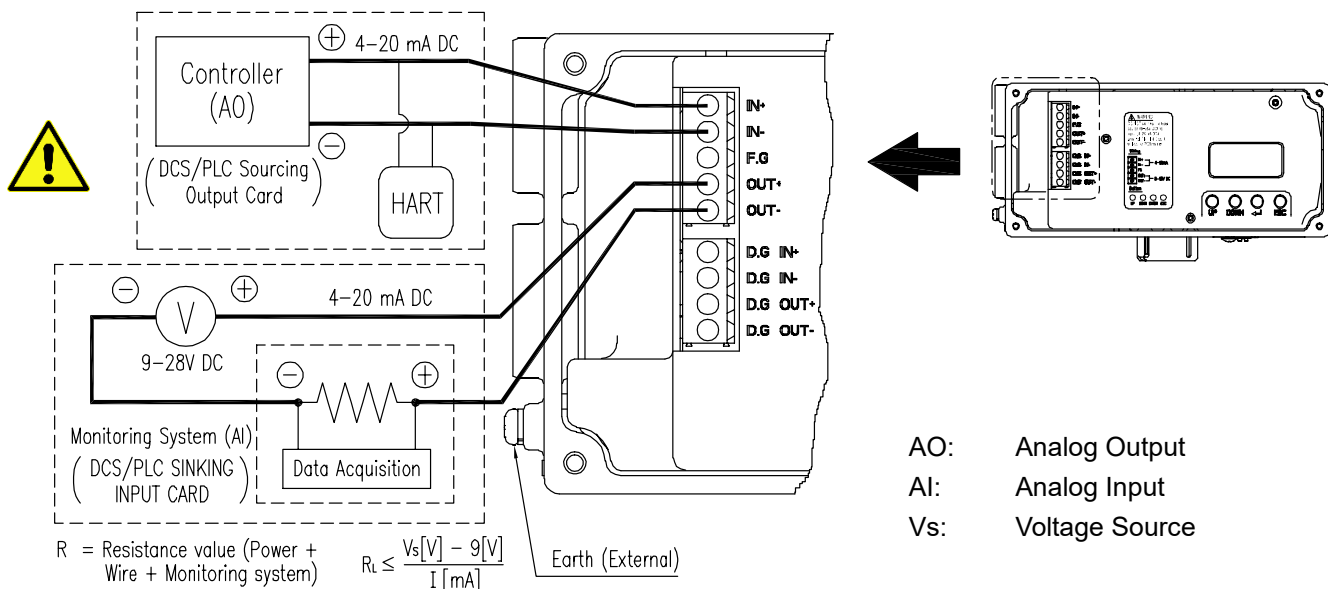 4-20 mA DC
Controller
(AO)
(DCS/PLC Sourcing
Output Card)
HART
IN+
IN-
F.G
OUT+
OUT-
D.G IN+
D.G IN-
D.G OUT+
D.G OUT-
4-20 mA DC
V
9-28V DC
Monitoring System (AI)
(DCS/PLC SINKING
INPUT CARD)
Data Acquisition
R = Resistance value (Power +
Wire + Monitoring system)
RL ≤ Vs[V] - 9[V]
I [mA]
Earth (External)
UP DOWN ESC
AO: Analog Output
AI: Analog Input
Vs: Voltage Source